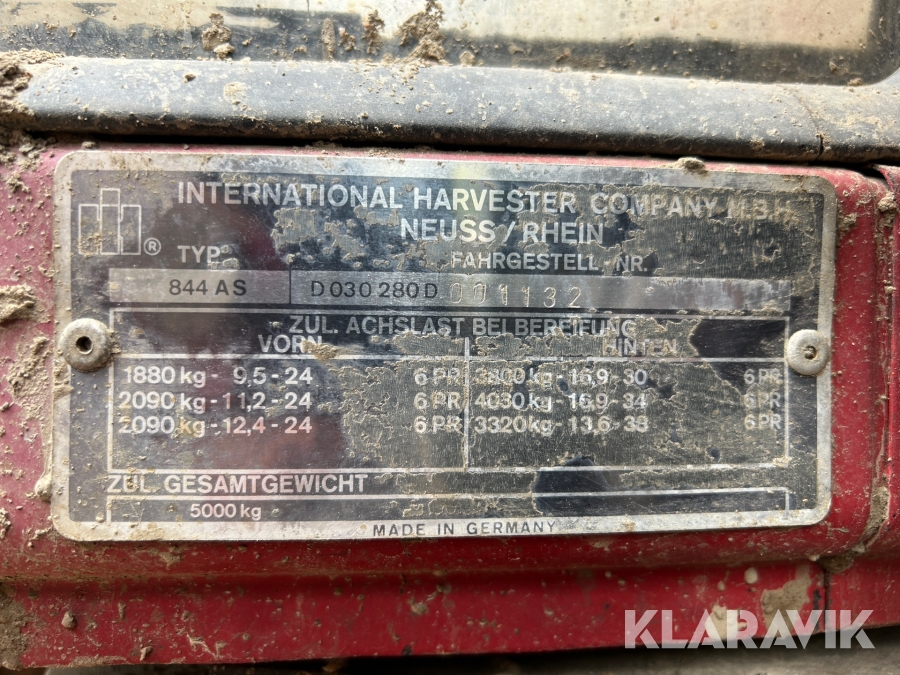 INTERNATIONAL HARVESTER COMPANY M.B.H.
NEUSS/RHEIN
®
TYP FAHRGESTELL-NR.
844 AS D 030 280 D 001132
ZUL. ACHSLAST BEI BEREIFUNG
VORN HINTEN
1880 kg - 9,5 - 24 6 PR 3800 kg - 16,9 - 30 6 PR
2090 kg - 11,2 - 24 6 PR 4030 kg - 16,9 - 34 6 PR
2090 kg - 12,4 - 24 6 PR 3320 kg - 13,6 - 38 6 PR
ZUL. GESAMTGEWICHT
5000 kg
MADE IN GERMANY
KLARAVIK